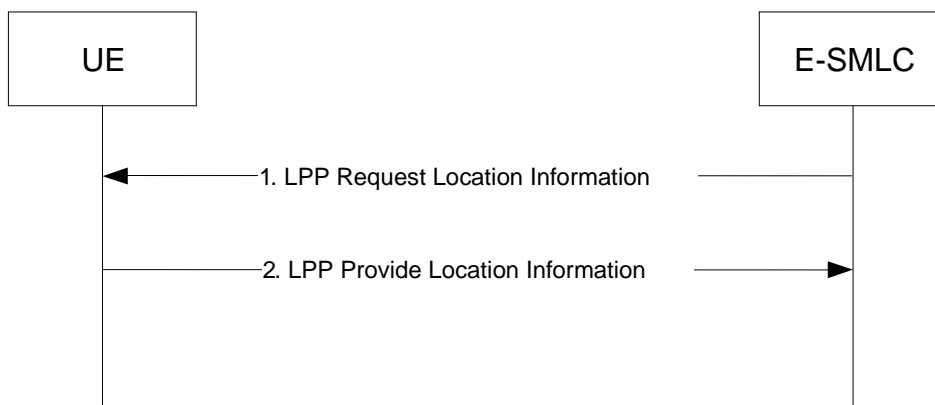 UE
E-SMLC
1. LPP Request Location Information
2. LPP Provide Location Information